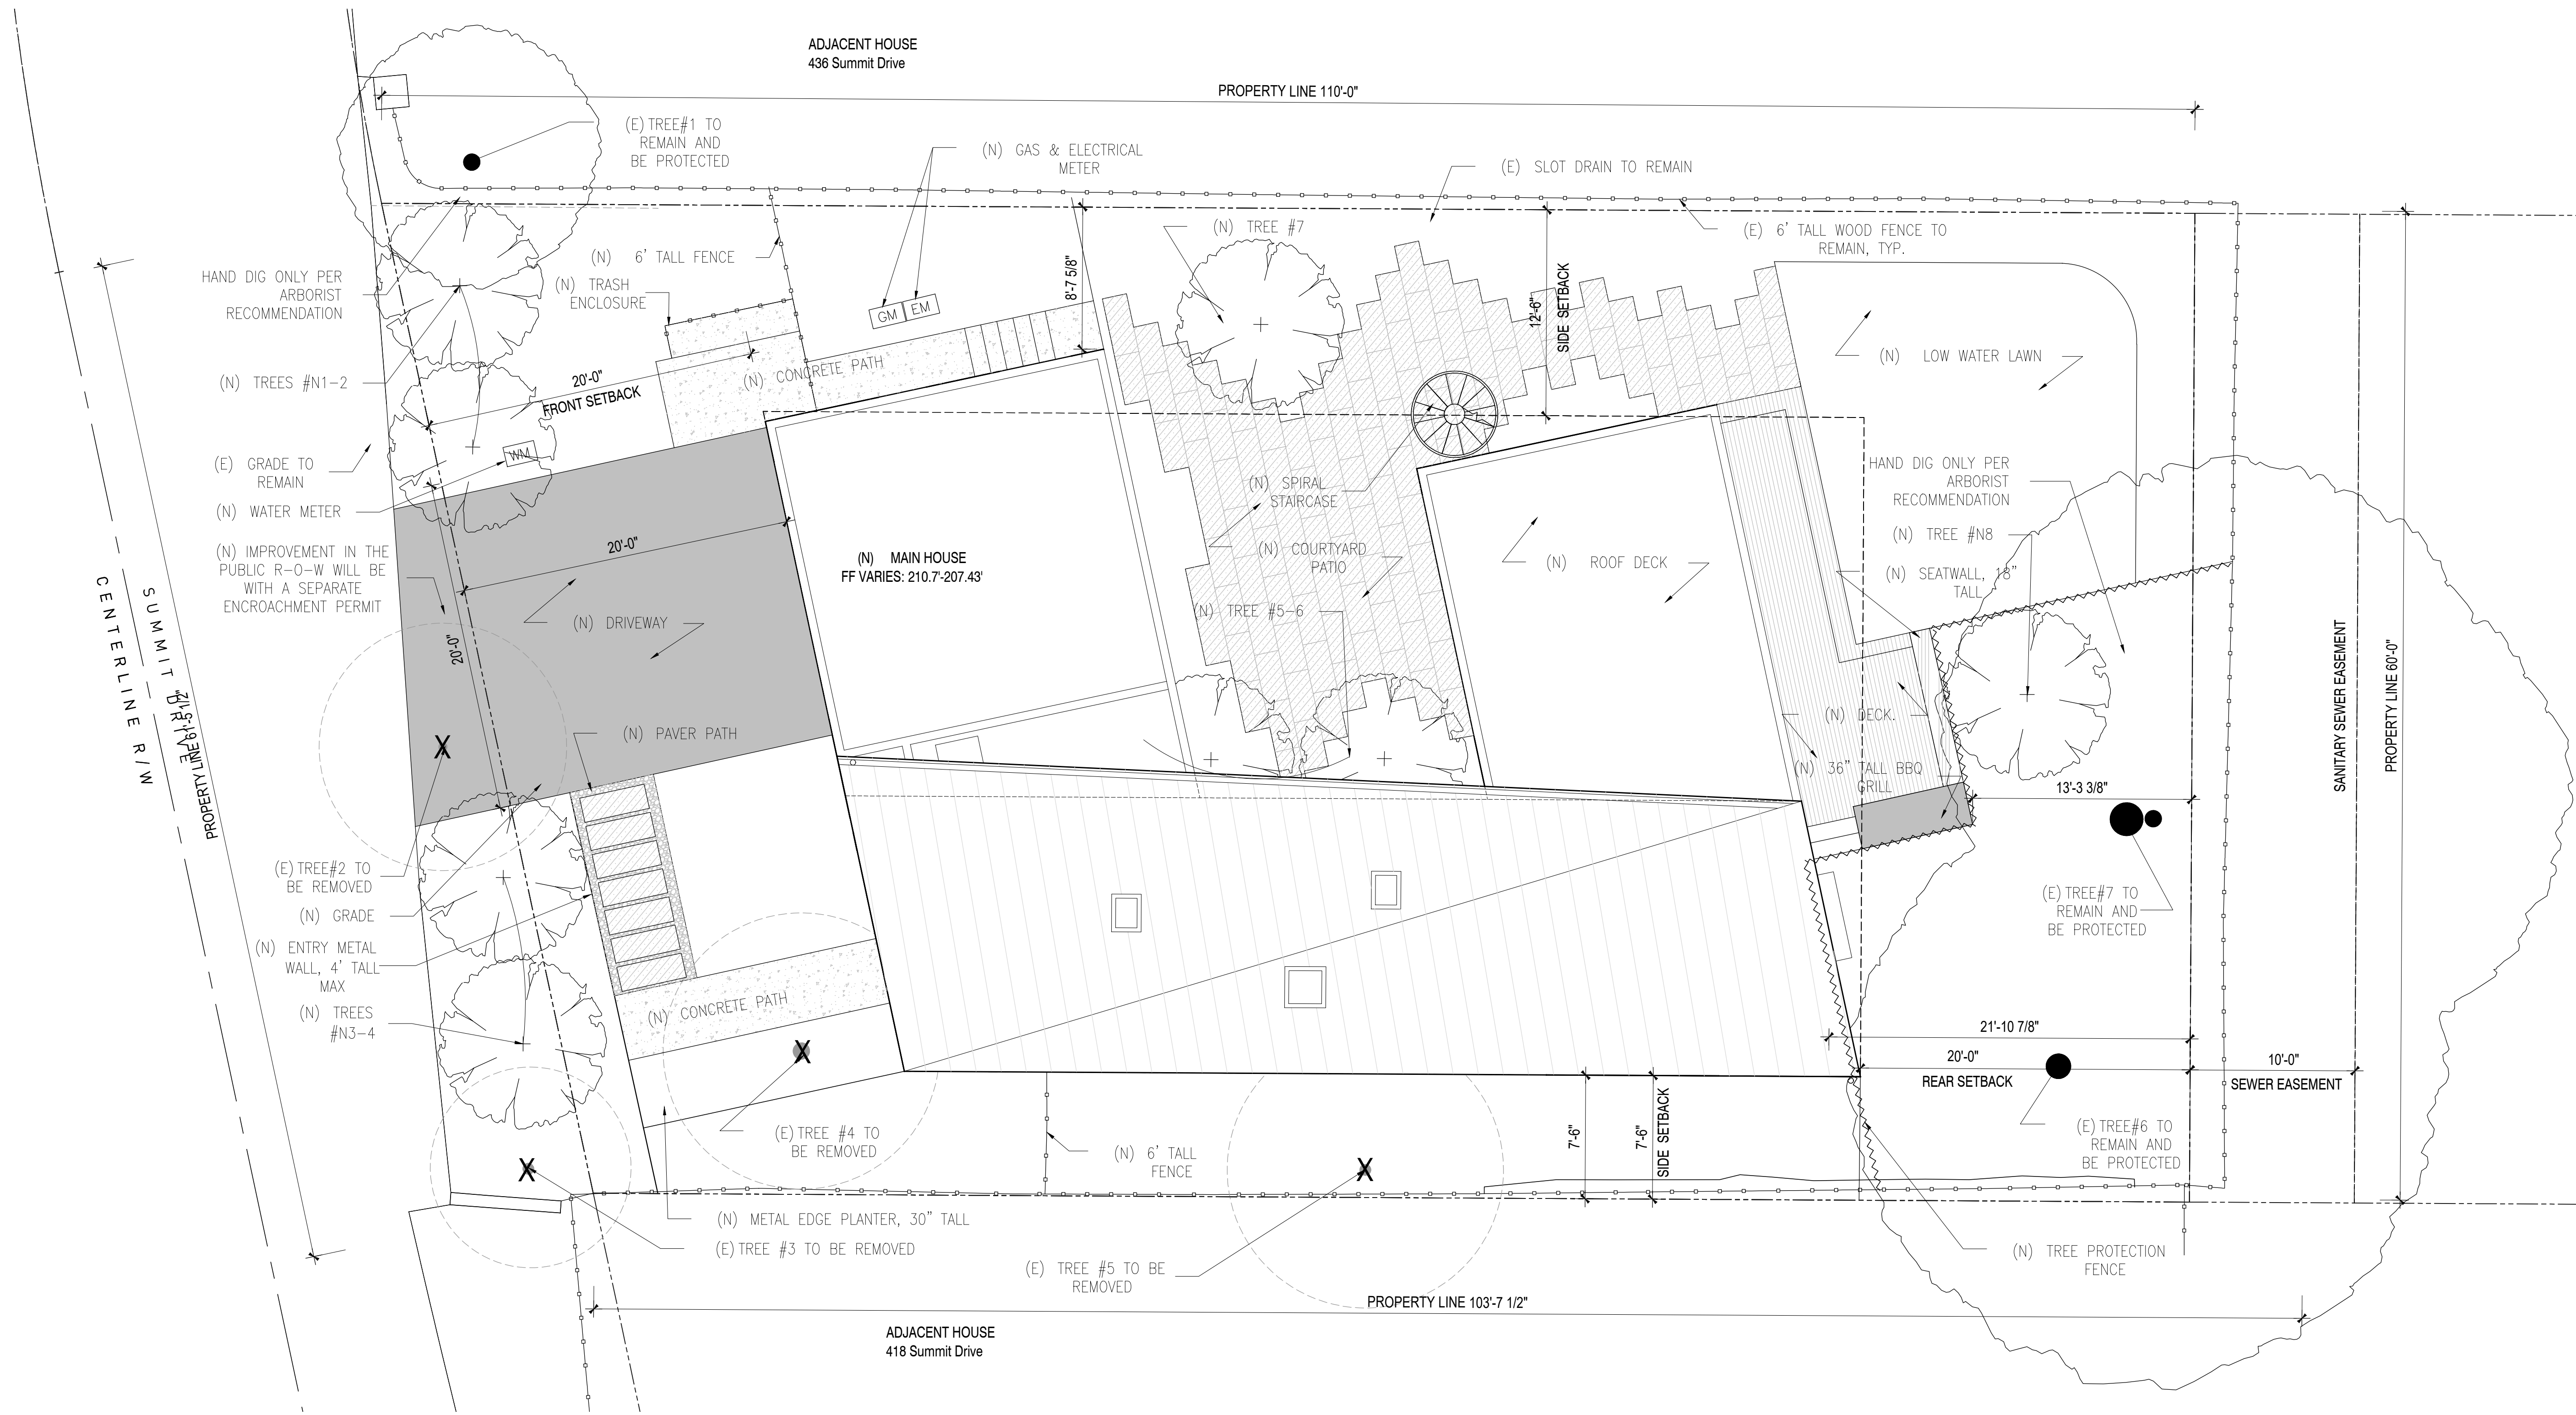 ADJACENT HOUSE
436 Summit Drive
PROPERTY LINE 110'-0"
(E) TREE#1 TO
REMAIN AND
BE PROTECTED
(N) GAS & ELECTRICAL
METER
(E) SLOT DRAIN TO REMAIN
(N) TREE #7
(E) 6' TALL WOOD FENCE TO
REMAIN, TYP.
HAND DIG ONLY PER
ARBORIST
RECOMMENDATION
(N) 6' TALL FENCE
(N) TRASH
ENCLOSURE
GM
EM
8'-7 5/8"
12'-6"
SIDE SETBACK
(N) LOW WATER LAWN
(N) TREES #N1-2
20'-0"
FRONT SETBACK
(N) CONCRETE PATH
(E) GRADE TO
REMAIN
WM
(N) WATER METER
(N) SPIRAL
STAIRCASE
HAND DIG ONLY PER
ARBORIST
RECOMMENDATION
(N) TREE #N8
(N) IMPROVEMENT IN THE
PUBLIC R-O-W WILL BE
WITH A SEPARATE
ENCROACHMENT PERMIT
20'-0"
(N) MAIN HOUSE
FF VARIES: 210.7'-207.43'
(N) COURTYARD
PATIO
(N) ROOF DECK
(N) SEATWALL, 18"
TALL
(N) TREE #5-6
SUMMIT DRIVE
CENTERLINE R/W
PROPERTY LINE 61'-5 1/2"
20'-0"
(N) DRIVEWAY
(N) PAVER PATH
(N) DECK.
(N) 36" TALL BBQ
GRILL
13'-3 3/8"
SANITARY SEWER EASEMENT
PROPERTY LINE 60'-0"
X
(E) TREE#2 TO
BE REMOVED
(N) GRADE
(N) ENTRY METAL
WALL, 4' TALL
MAX
(N) TREES
#N3-4
(N) CONCRETE PATH
X
(E) TREE#7 TO
REMAIN AND
BE PROTECTED
21'-10 7/8"
20'-0"
REAR SETBACK
10'-0"
SEWER EASEMENT
(E) TREE #4 TO
BE REMOVED
X
(N) 6' TALL
FENCE
X
7'-6"
7'-6"
SIDE SETBACK
(E) TREE#6 TO
REMAIN AND
BE PROTECTED
(N) METAL EDGE PLANTER, 30" TALL
(E) TREE #3 TO BE REMOVED
(E) TREE #5 TO BE
REMOVED
(N) TREE PROTECTION
FENCE
PROPERTY LINE 103'-7 1/2"
ADJACENT HOUSE
418 Summit Drive